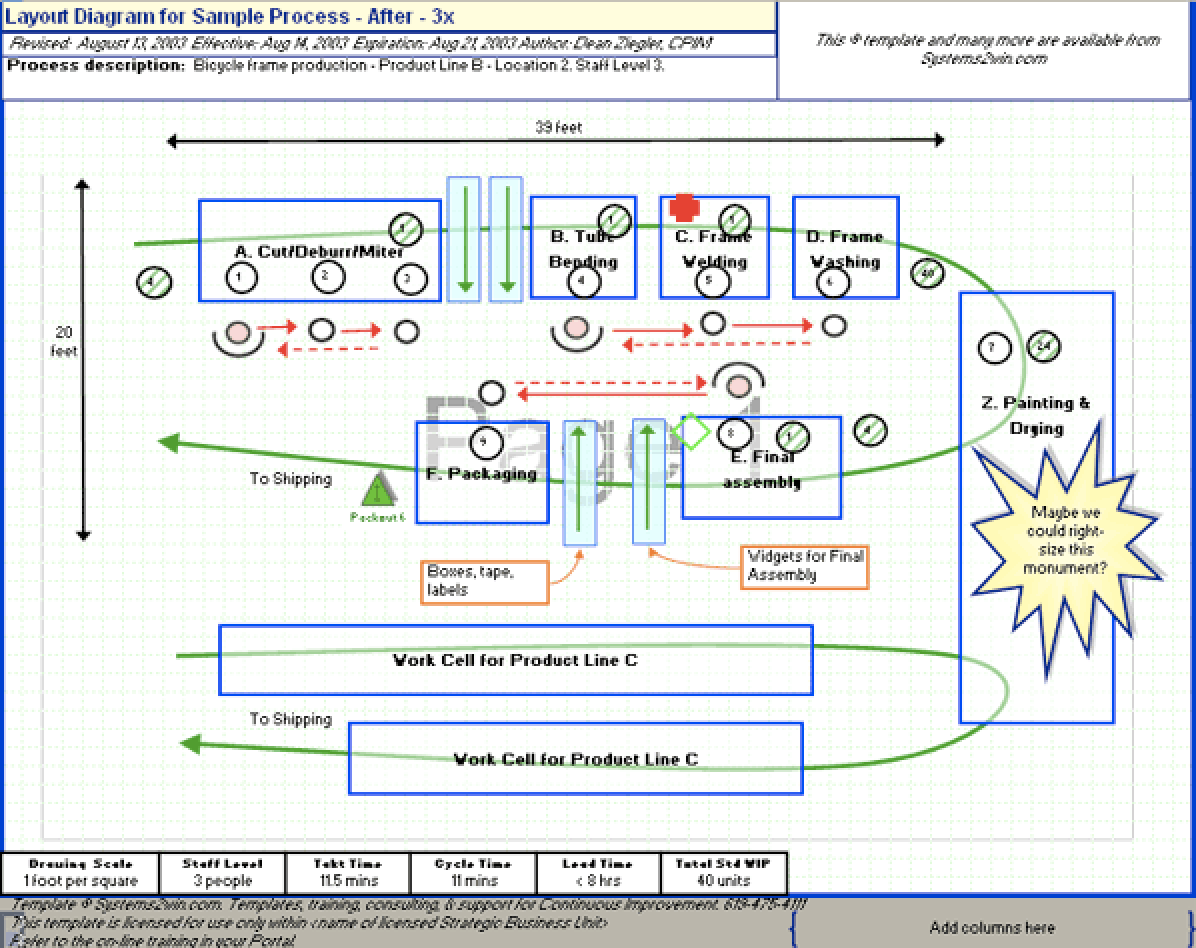 Layout Diagram for Sample Process - After - 3x
Revised: August 13, 2003 Effective: Aug 14, 2003 Expiration: Aug 21, 2003 Author: Dean Ziegler, CPIM
Process description: Bicycle frame production - Product Line B - Location 2. Staff Level 3.
This ® template and many more are available from
Systems2win.com
39 feet
20
feet
A. Cut/Deburr/Miter
1
2
3
4
B. Tube
Bending
1
4
C. Frame
Welding
5
D. Frame
Washing
6
40
7
24
Z. Painting &
Drying
Page 1
9
F. Packaging
8
1
4
E. Final
assembly
To Shipping
Packout 6
Boxes, tape,
labels
Widgets for Final
Assembly
Maybe we
could right-
size this
monument?
Work Cell for Product Line C
To Shipping
Work Cell for Product Line C
Drawing Scale
1 foot per square
Staff Level
3 people
Takt Time
11.5 mins
Cycle Time
11 mins
Lead Time
< 8 hrs
Total Std WIP
40 units
Template ® Systems2win.com. Templates, training, consulting, & support for Continuous Improvement.
This template is licensed for use only within <name of licensed Strategic Business Unit>
Refer to the on-line training in your Portal.
Add columns here